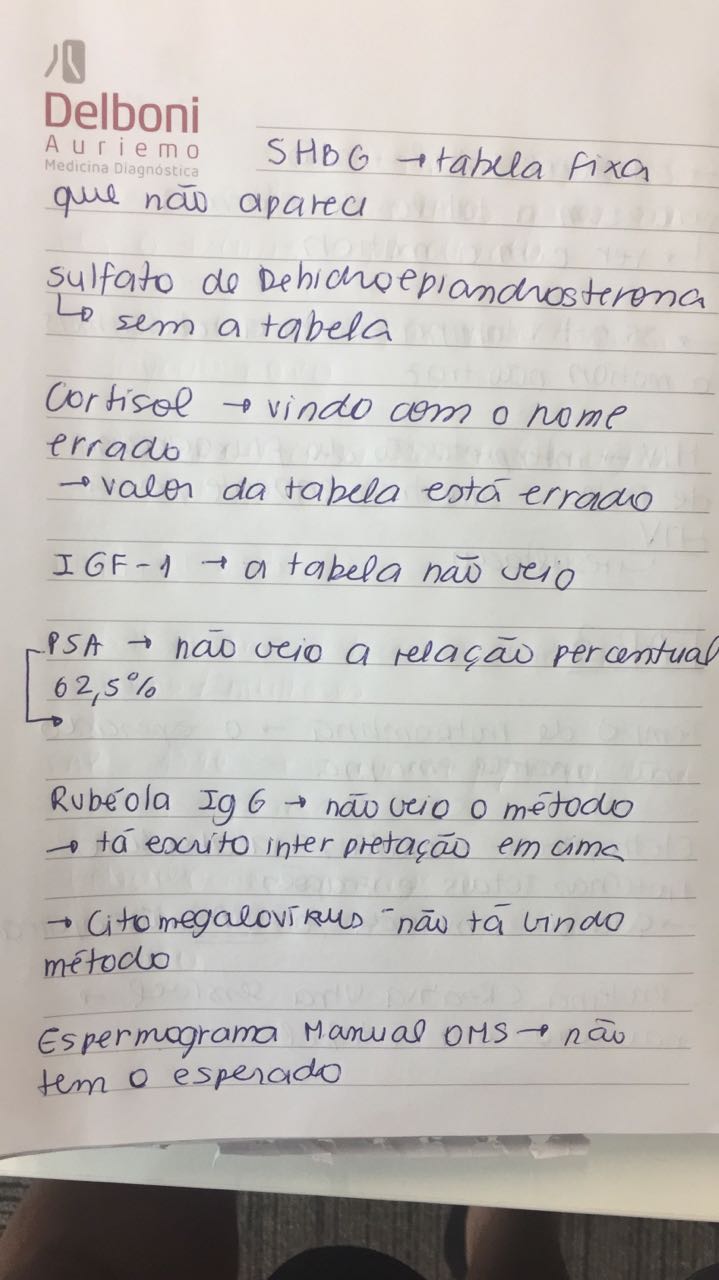 Delboni
Auriemo
Medicina Diagnóstica
SHBG → tabela fixa
que não apareci
Sulfato de Dehidroepiandrosterona
↳ sem a tabela
Cortisol → vindo com o nome
errado
→ valor da tabela está errado
IGF-1 → a tabela não veio
PSA → não veio a relação percentual
62,5%
Rubéola IgG → não veio o método
→ tá escrito interpretação em cima
→ Citomegalovírus - não tá vindo
método
Espermograma Manual OMS → não
tem o esperado